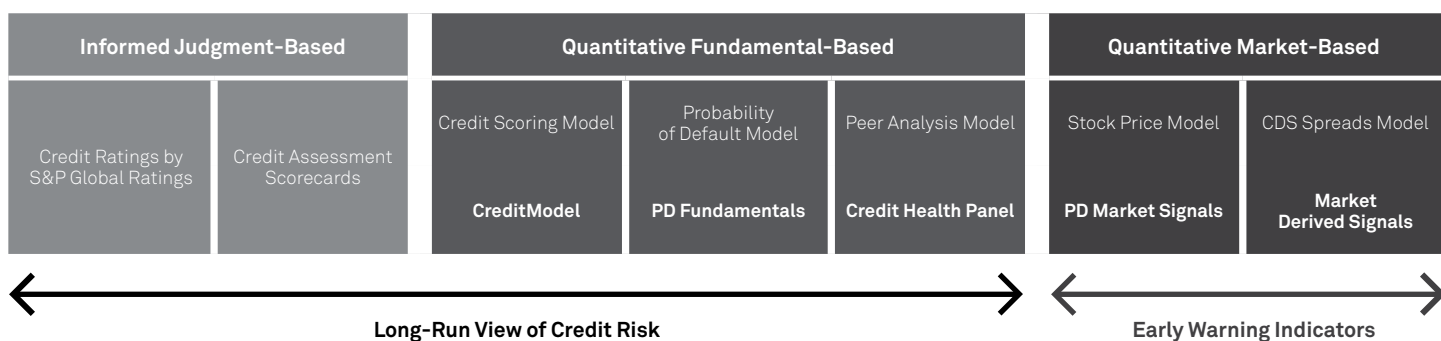 Informed Judgment-Based
Quantitative Fundamental-Based
Quantitative Market-Based
Credit Ratings by
S&P Global Ratings
Credit Assessment
Scorecards
Credit Scoring Model
CreditModel
Probability
of Default Model
PD Fundamentals
Peer Analysis Model
Credit Health Panel
Stock Price Model
PD Market Signals
CDS Spreads Model
Market
Derived Signals
Long-Run View of Credit Risk
Early Warning Indicators